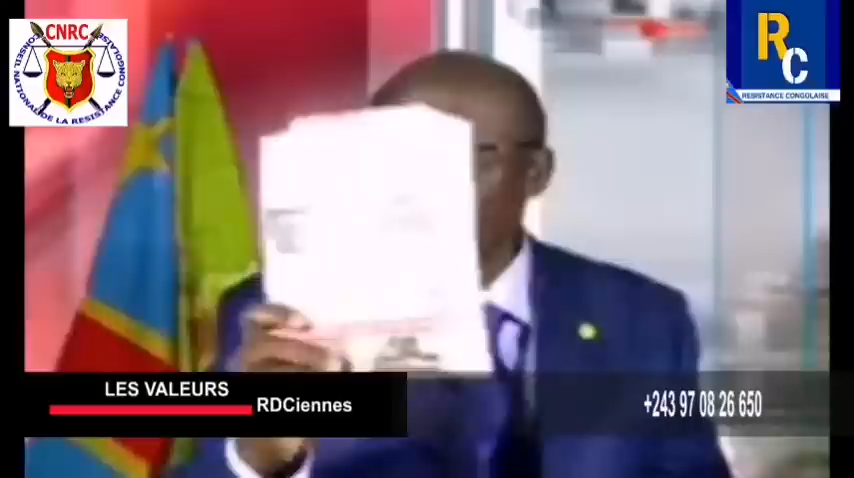 CNRC
CONSEIL NATIONAL DE LA RESISTANCE CONGOLAISE
RC
RESISTANCE CONGOLAISE
LES VALEURS
RDCiennes
+243 97 08 26 650